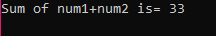 Sum of num1+num2 is= 33